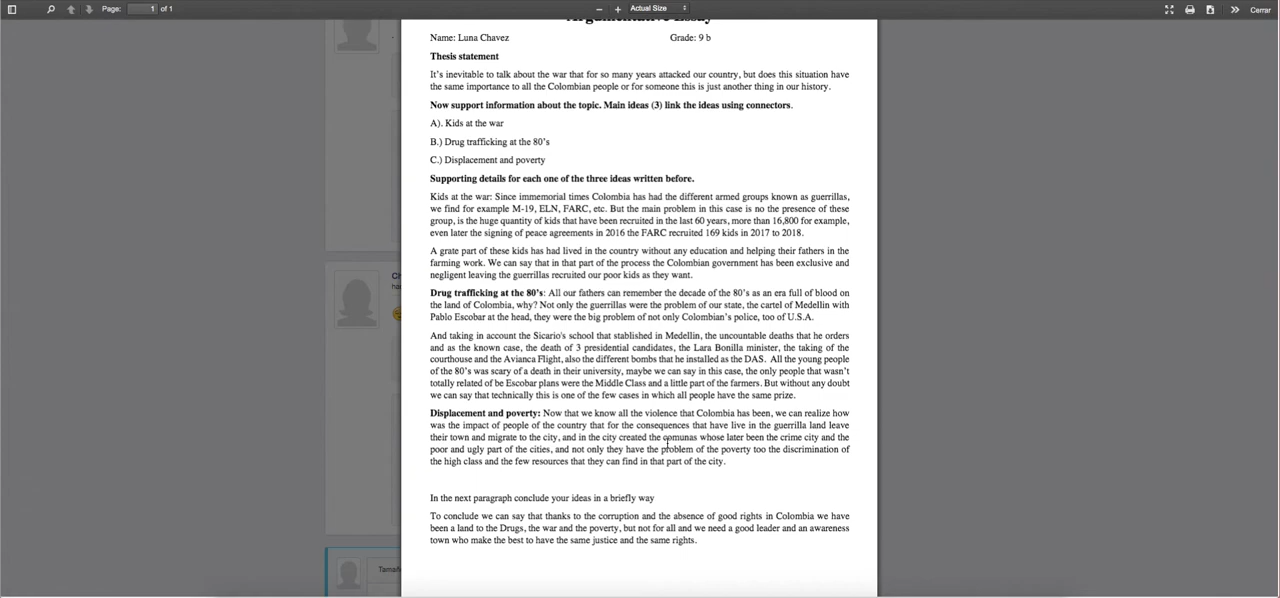 Page: 1 of 1
Actual Size
Cerrar
Argumentative Essay
Name: Luna Chavez Grade: 9 b
Thesis statement
It's inevitable to talk about the war that for so many years attacked our country, but does this situation have
the same importance to all the Colombian people or for someone this is just another thing in our history.
Now support information about the topic. Main ideas (3) link the ideas using connectors.
A). Kids at the war
B.) Drug trafficking at the 80's
C.) Displacement and poverty
Supporting details for each one of the three ideas written before.
Kids at the war: Since immemorial times Colombia has had the different armed groups known as guerrillas,
we find for example M-19, ELN, FARC, etc. But the main problem in this case is no the presence of these
group, is the huge quantity of kids that have been recruited in the last 60 years, more than 16,800 for example,
even later the signing of peace agreements in 2016 the FARC recruited 169 kids in 2017 to 2018.
A grate part of these kids has had lived in the country without any education and helping their fathers in the
farming work. We can say that in that part of the process the Colombian government has been exclusive and
negligent leaving the guerrillas recruited our poor kids as they want.
Drug trafficking at the 80's: All our fathers can remember the decade of the 80's as an era full of blood on
the land of Colombia, why? Not only the guerrillas were the problem of our state, the cartel of Medellin with
Pablo Escobar at the head, they were the big problem of not only Colombian's police, too of U.S.A.
And taking in account the Sicario's school that stablished in Medellin, the uncountable deaths that he orders
and as the known case, the death of 3 presidential candidates, the Lara Bonilla minister, the taking of the
courthouse and the Avianca Flight, also the different bombs that he installed as the DAS. All the young people
of the 80's was scary of a death in their university, maybe we can say in this case, the only people that wasn't
totally related of be Escobar plans were the Middle Class and a little part of the farmers. But without any doubt
we can say that technically this is one of the few cases in which all people have the same prize.
Displacement and poverty: Now that we know all the violence that Colombia has been, we can realize how
was the impact of people of the country that for the consequences that have live in the guerrilla land leave
their town and migrate to the city, and in the city created the comunas whose later been the crime city and the
poor and ugly part of the cities, and not only they have the problem of the poverty too the discrimination of
the high class and the few resources that they can find in that part of the city.
In the next paragraph conclude your ideas in a briefly way
To conclude we can say that thanks to the corruption and the absence of good rights in Colombia we have
been a land to the Drugs, the war and the poverty, but not for all and we need a good leader and an awareness
town who make the best to have the same justice and the same rights.